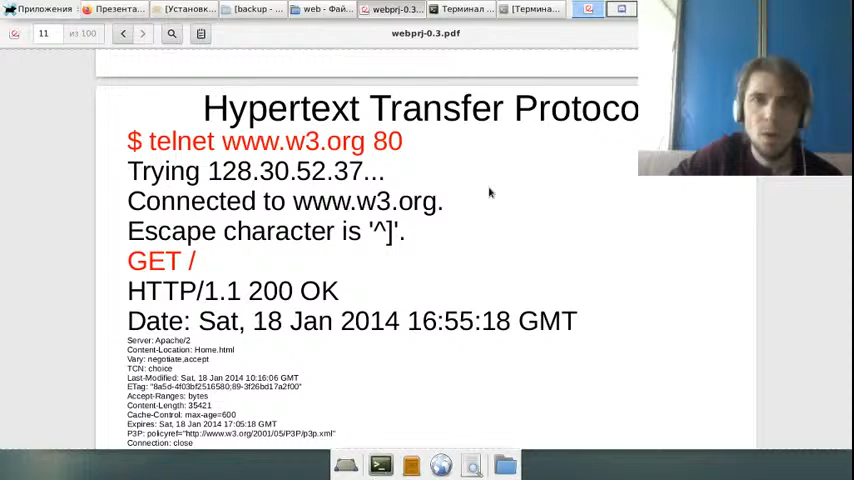 Приложения
Презента...
[Установк...
[backup - ...
web - Фай...
webprj-0.3...
Терминал ...
[Термина...
11 из 100
webprj-0.3.pdf
Hypertext Transfer Protoco
$ telnet www.w3.org 80
Trying 128.30.52.37...
Connected to www.w3.org.
Escape character is '^]'.
GET /
HTTP/1.1 200 OK
Date: Sat, 18 Jan 2014 16:55:18 GMT
Server: Apache/2
Content-Location: Home.html
Vary: negotiate,accept
TCN: choice
Last-Modified: Sat, 18 Jan 2014 10:16:06 GMT
ETag: "8a5d-4f03bf2516580;89-3f26bd17a2f00"
Accept-Ranges: bytes
Content-Length: 35421
Cache-Control: max-age=600
Expires: Sat, 18 Jan 2014 17:05:18 GMT
P3P: policyref="http://www.w3.org/2001/05/P3P/p3p.xml"
Connection: close